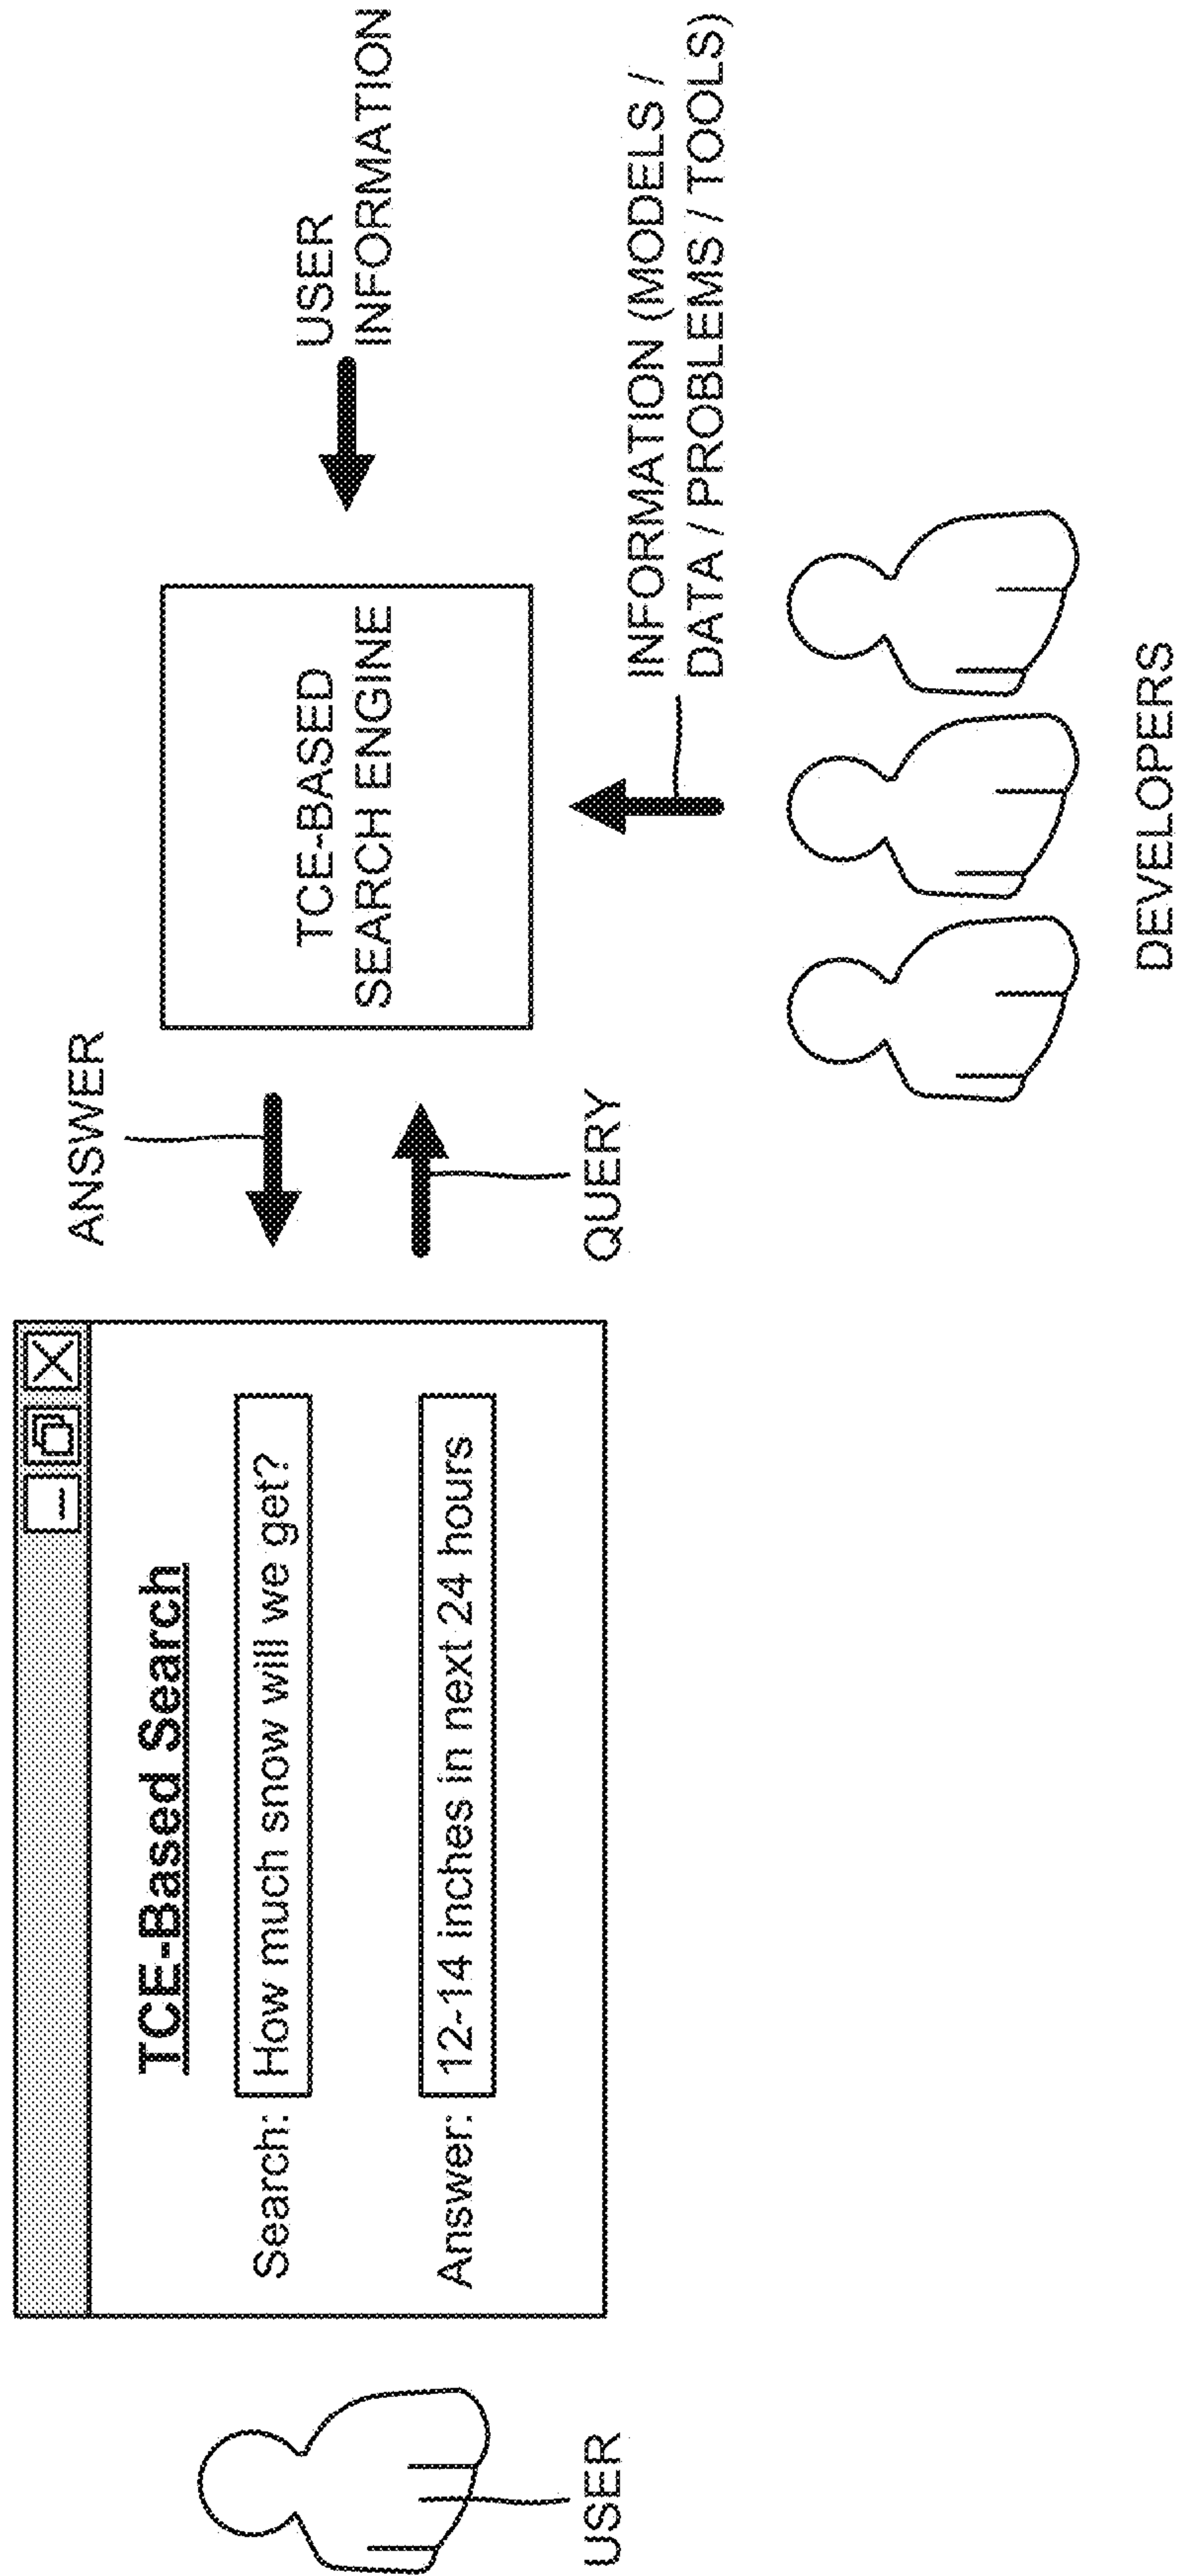 TCE-Based Search
Search: How much snow will we get?
Answer: 12-14 inches in next 24 hours
USER
ANSWER
QUERY
TCE-BASED
SEARCH ENGINE
USER
INFORMATION
INFORMATION (MODELS /
DATA / PROBLEMS / TOOLS)
DEVELOPERS